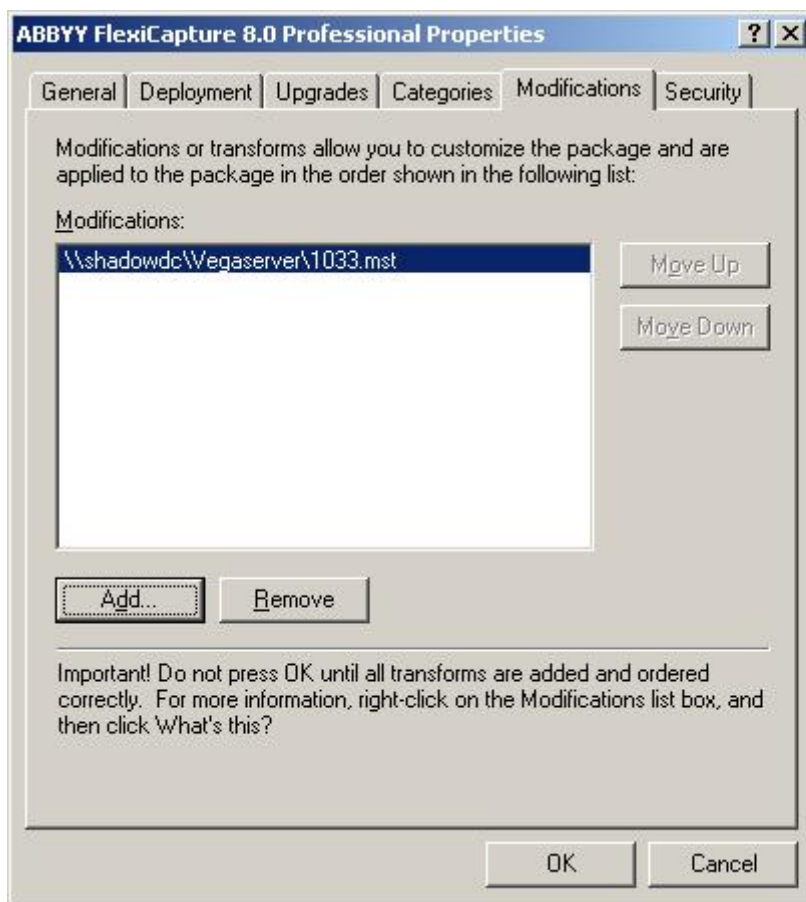 ABBYY FlexiCapture 8.0 Professional Properties
General Deployment Upgrades Categories Modifications Security
Modifications or transforms allow you to customize the package and are
applied to the package in the order shown in the following list:
Modifications:
\\shadowdc\Vegaserver\1033.mst
Move Up
Move Down
Add... Remove
Important! Do not press OK until all transforms are added and ordered
correctly. For more information, right-click on the Modifications list box, and
then click What's this?
OK Cancel